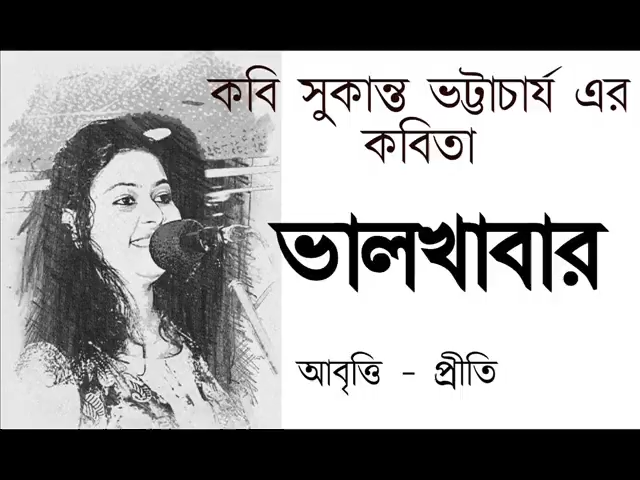 কবি সুকান্ত ভট্টাচার্য এর
কবিতা
ভালখাবার
আবৃত্তি - প্রীতি